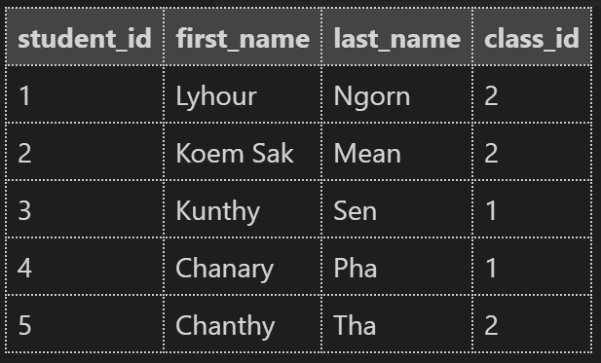 student_id first_name last_name class_id
1 Lyhour Ngorn 2
2 Koem Sak Mean 2
3 Kunthy Sen 1
4 Chanary Pha 1
5 Chanthy Tha 2